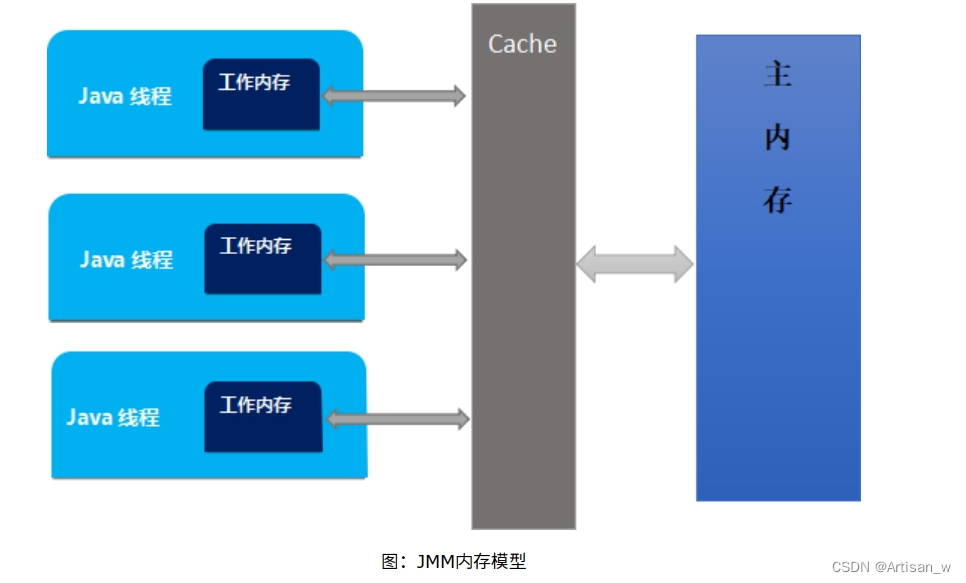 Java 线程
工作内存
Java 线程
工作内存
Java 线程
工作内存
Cache
主
内
存
图：JMM内存模型
CSDN @Artisan_w